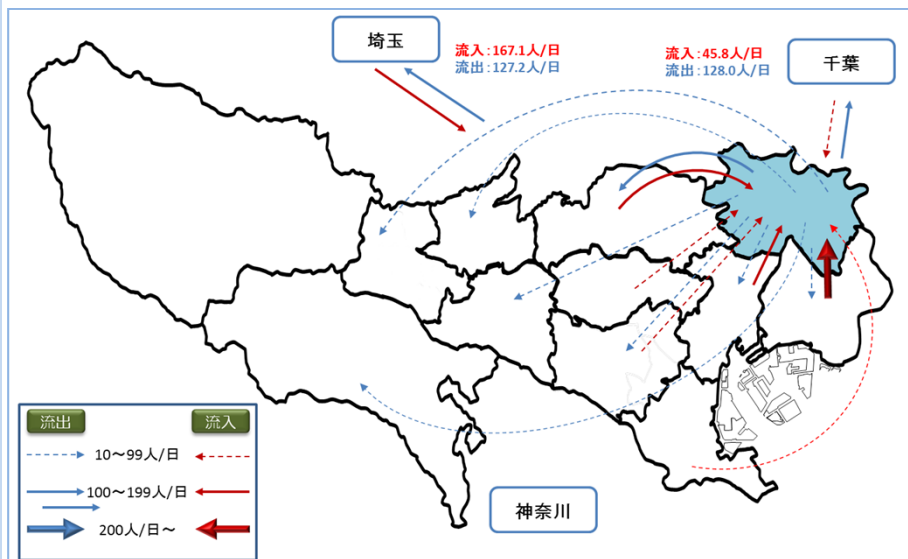 埼玉
流入:167.1人/日
流出:127.2人/日
流入:45.8人/日
流出:128.0人/日
千葉
流出
流入
10～99人/日
100～199人/日
200人/日～
神奈川